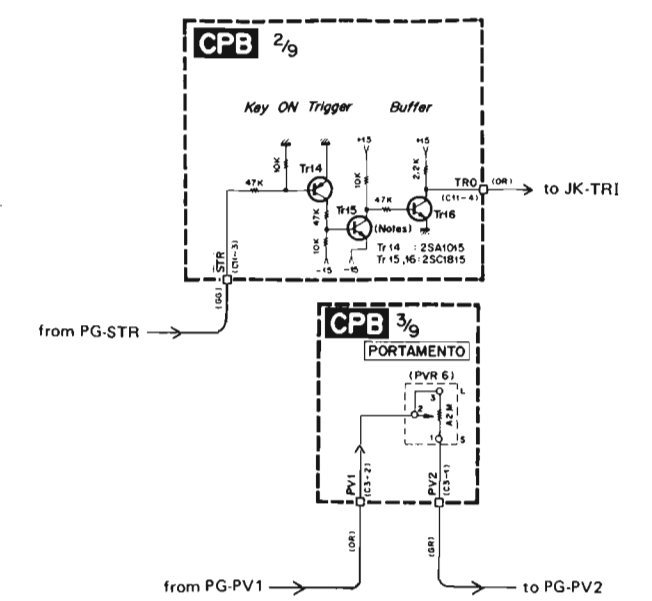 CPB 2/9
Key ON Trigger Buffer
+15
+15
10K
Tr14
10K
2.2K
47K
TRO (OR)
to JK-TRI
(C11-4)
47K
Tr15
47K
Tr16
(Notes)
10K
Tr 14 : 2SA1015
Tr 15,16 : 2SC1815
-15
-15
STR
(C11-3)
(GG)
from PG-STR
CPB 3/9
PORTAMENTO
(PVR 6)
3
L
2
A2M
1
S
PV1
(C3-2)
PV2
(C3-1)
(OR)
(GR)
from PG-PV1
to PG-PV2